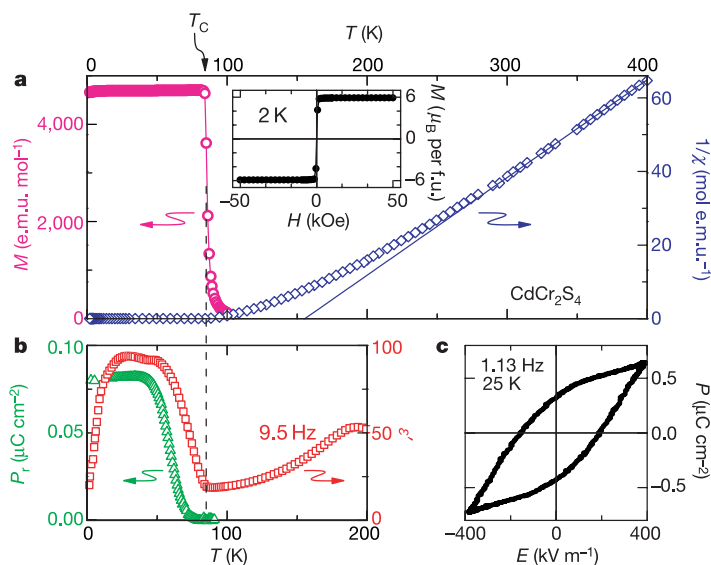 T_C
T (K)
a
0 100 200 300 400
4,000
2,000
0
M (e.m.u. mol⁻¹)
2 K
6
0
−6
M (μ_B per f.u.)
−50 0 50
H (kOe)
60
40
20
0
1/χ (mol e.m.u.⁻¹)
CdCr₂S₄
b
0.10
0.05
0.00
P_r (μC cm⁻²)
9.5 Hz
100
50
0
ε′
0 100 200
T (K)
c
1.13 Hz
25 K
0.5
0.0
−0.5
P (μC cm⁻²)
−400 0 400
E (kV m⁻¹)